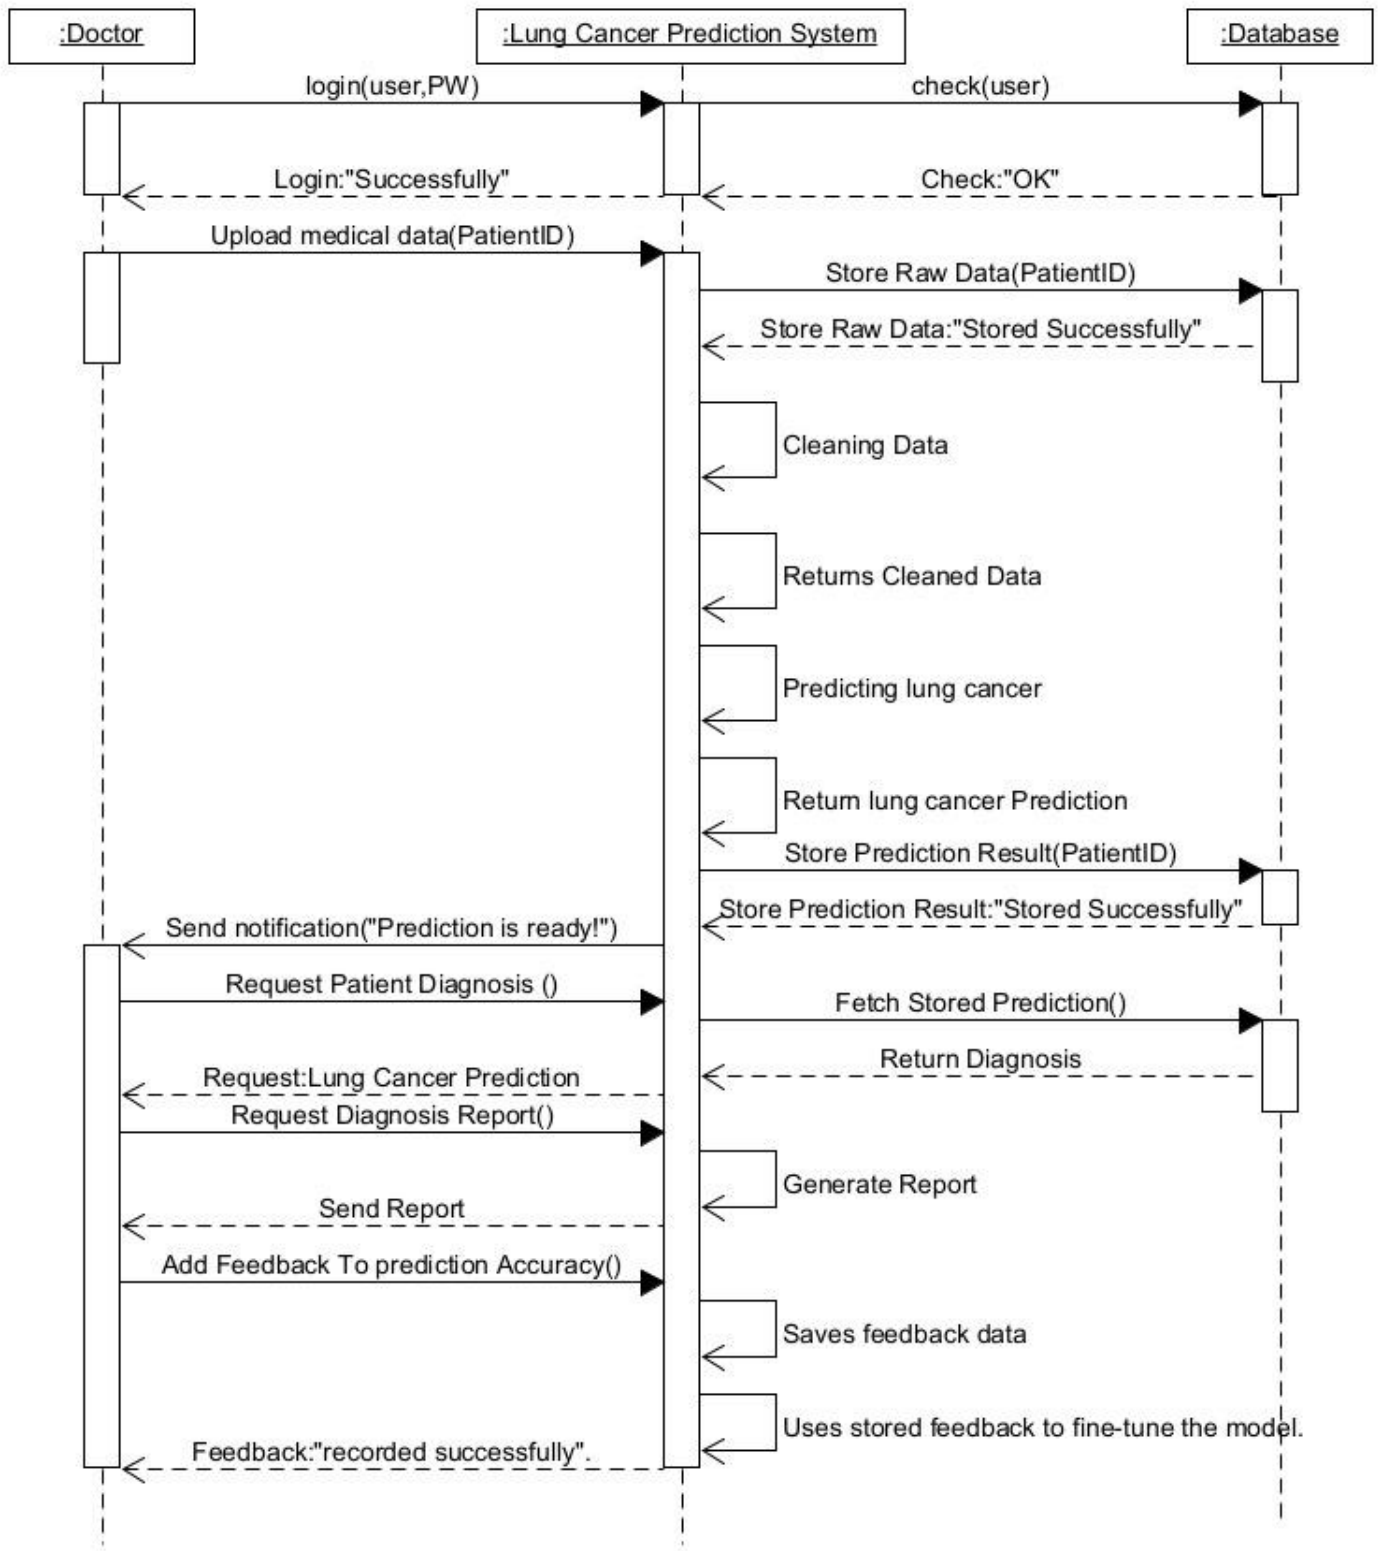 :Doctor
:Lung Cancer Prediction System
:Database
login(user,PW)
check(user)
Login:"Successfully"
Check:"OK"
Upload medical data(PatientID)
Store Raw Data(PatientID)
Store Raw Data:"Stored Successfully"
Cleaning Data
Returns Cleaned Data
Predicting lung cancer
Return lung cancer Prediction
Store Prediction Result(PatientID)
Store Prediction Result:"Stored Successfully"
Send notification("Prediction is ready!")
Request Patient Diagnosis ()
Fetch Stored Prediction()
Return Diagnosis
Request:Lung Cancer Prediction
Request Diagnosis Report()
Generate Report
Send Report
Add Feedback To prediction Accuracy()
Saves feedback data
Uses stored feedback to fine-tune the model.
Feedback:"recorded successfully".